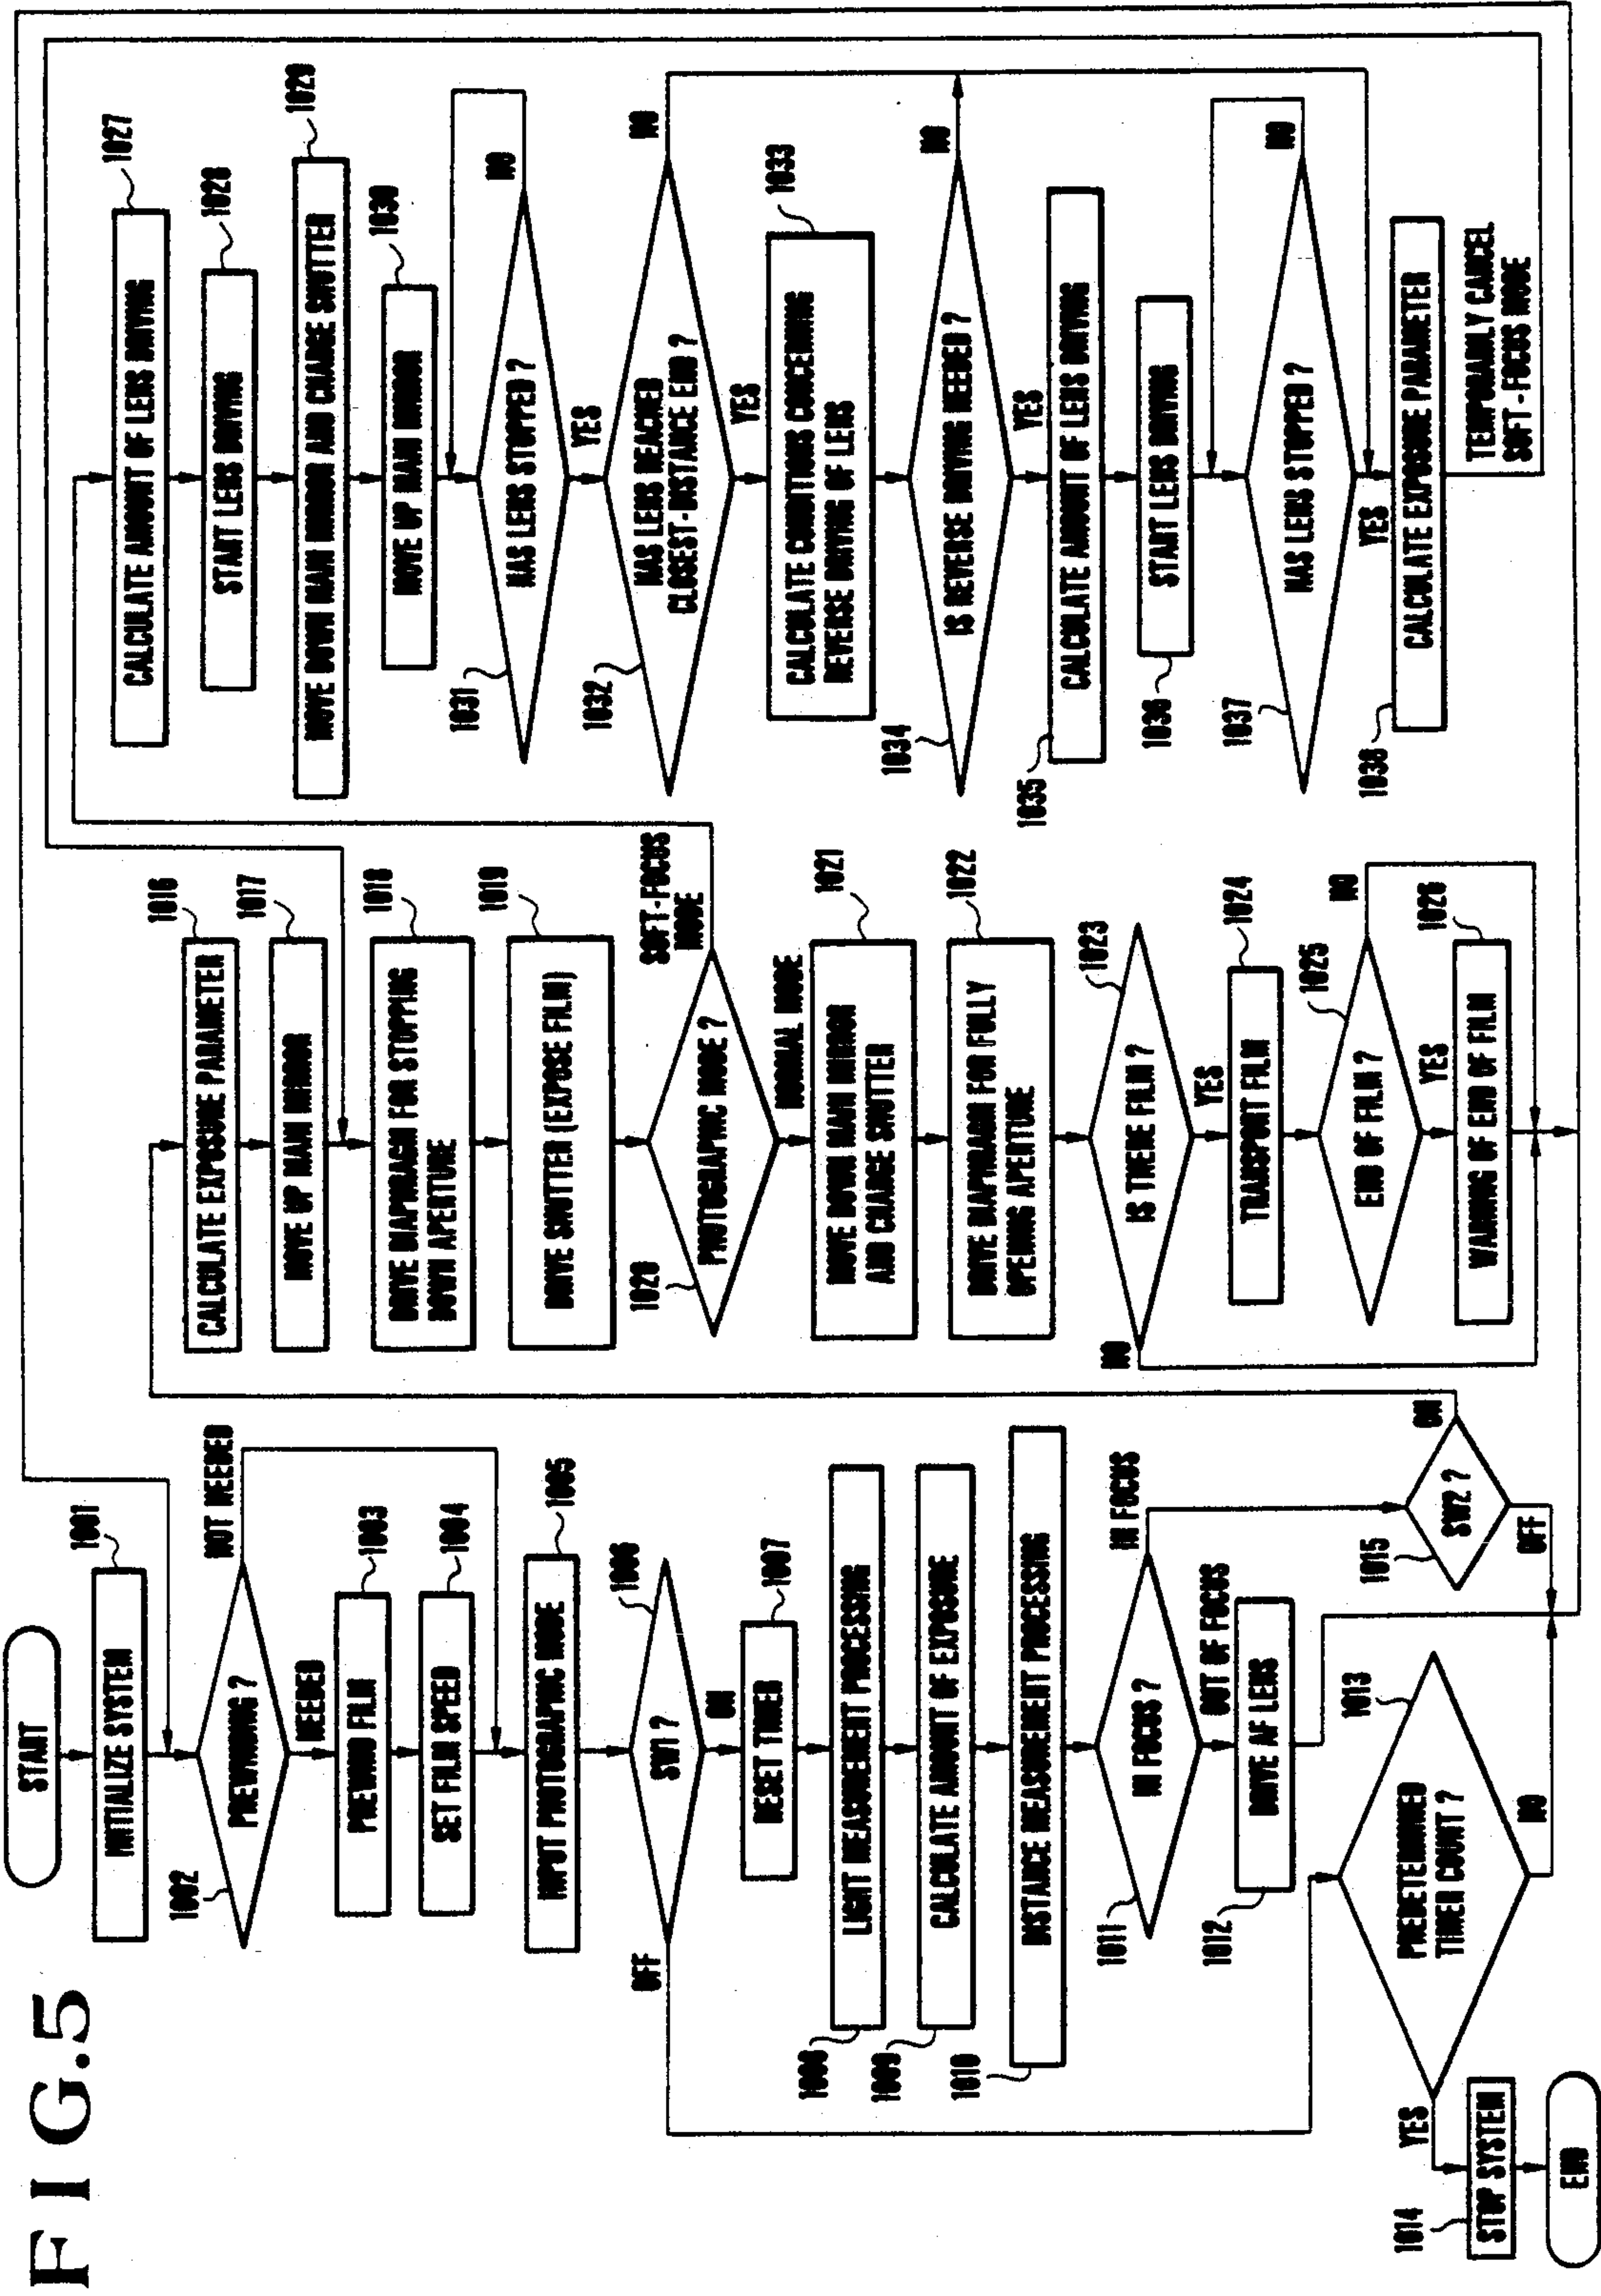 FIG.5
START
1001
INITIALIZE SYSTEM
1002
PREWINDING ?
NOT NEEDED
NEEDED
1003
PREWIND FILM
1004
SET FILM SPEED
1005
INPUT PHOTOGRAPHIC MODE
1006
SW1 ?
OFF
ON
1007
RESET TIMER
1008
LIGHT MEASUREMENT PROCESSING
1009
CALCULATE AMOUNT OF EXPOSURE
1010
DISTANCE MEASUREMENT PROCESSING
1011
IN FOCUS ?
IN FOCUS
OUT OF FOCUS
1012
DRIVE AF LENS
1013
PREDETERMINED
TIMER COUNT ?
YES
NO
1014
STOP SYSTEM
END
1015
SW2 ?
ON
OFF
1016
CALCULATE EXPOSURE PARAMETER
1017
MOVE UP MAIN MIRROR
1018
DRIVE DIAPHRAGM FOR STOPPING
DOWN APERTURE
1019
DRIVE SHUTTER (EXPOSE FILM)
1020
PHOTOGRAPHIC MODE ?
SOFT-FOCUS
MODE
NORMAL MODE
1021
MOVE DOWN MAIN MIRROR
AND CHARGE SHUTTER
1022
DRIVE DIAPHRAGM FOR FULLY
OPENING APERTURE
1023
IS THERE FILM ?
NO
YES
1024
TRANSPORT FILM
1025
END OF FILM ?
NO
YES
1026
WARNING OF END OF FILM
1027
CALCULATE AMOUNT OF LENS DRIVING
1028
START LENS DRIVING
1029
MOVE DOWN MAIN MIRROR AND CHARGE SHUTTER
1030
MOVE UP MAIN MIRROR
1031
HAS LENS STOPPED ?
NO
YES
1032
HAS LENS REACHED
CLOSEST-DISTANCE END ?
NO
YES
1033
CALCULATE CONDITIONS CONCERNING
REVERSE DRIVING OF LENS
1034
IS REVERSE DRIVING NEEDED ?
NO
YES
1035
CALCULATE AMOUNT OF LENS DRIVING
1036
START LENS DRIVING
1037
HAS LENS STOPPED ?
NO
YES
1038
CALCULATE EXPOSURE PARAMETER
TEMPORARLY CANCEL
SOFT-FOCUS MODE